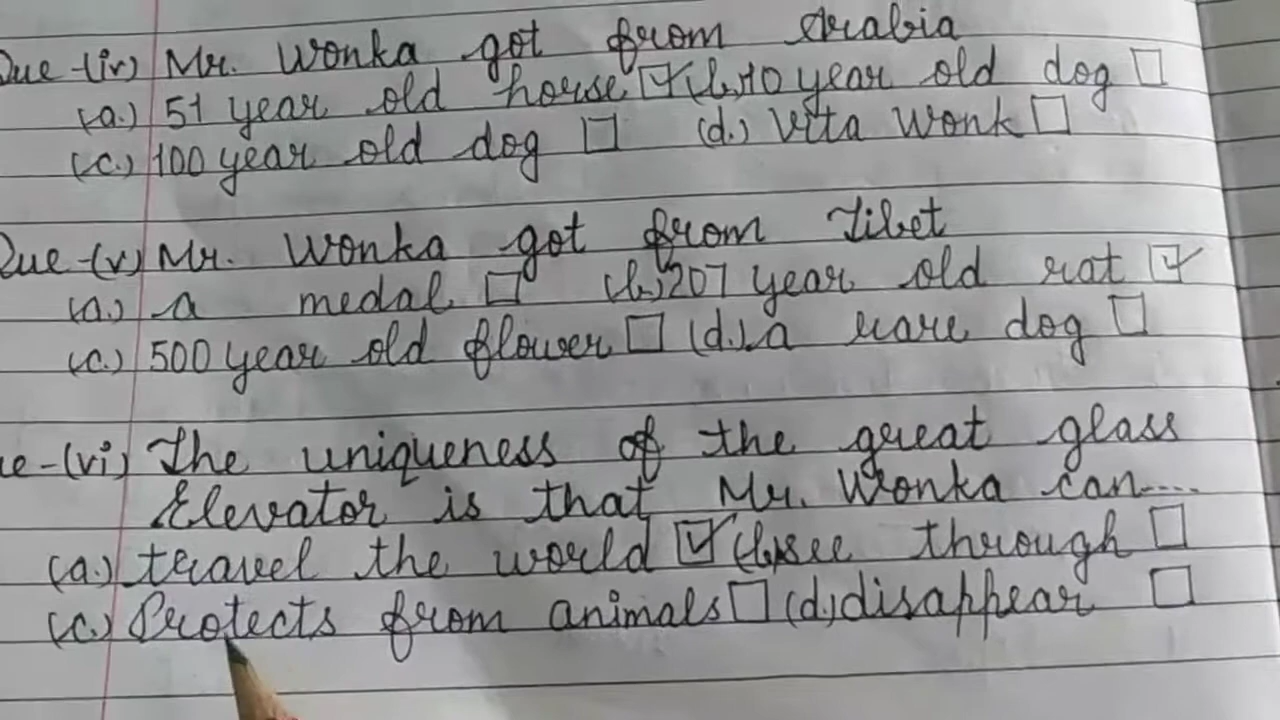 Que-(iv) Mr. Wonka got from Arabia
(a.) 51 year old horse ☑ (b.) 10 year old dog □
(c.) 100 year old dog □ (d.) Vita Wonk □
Que-(v) Mr. Wonka got from Tibet
(a.) a medal □ (b.) 207 year old rat ☑
(c.) 500 year old flower □ (d.) a rare dog □
ue-(vi) The uniqueness of the great glass
Elevator is that Mr. Wonka can....
(a.) travel the world ☑ (b.) see through □
(c.) Protects from animals □ (d.) disappear □